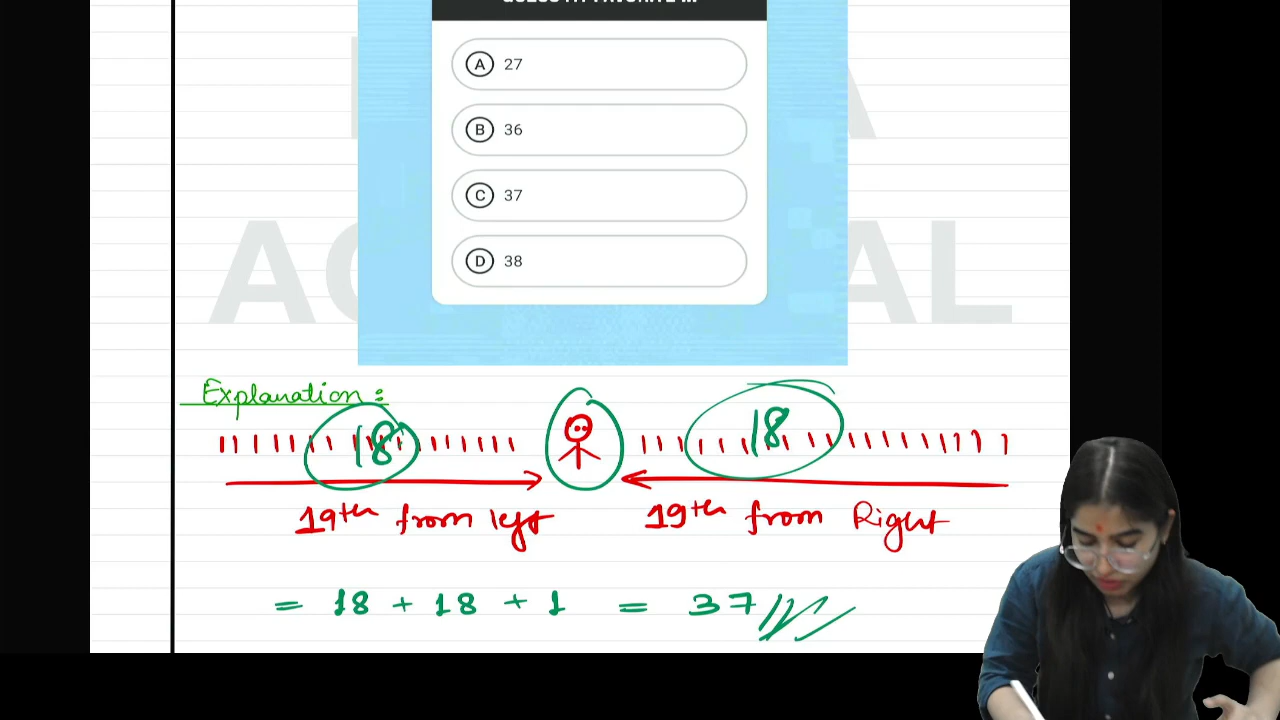 A 27
B 36
C 37
D 38
Explanation :
18 18
19th from left 19th from Right
= 18 + 18 + 1 = 37